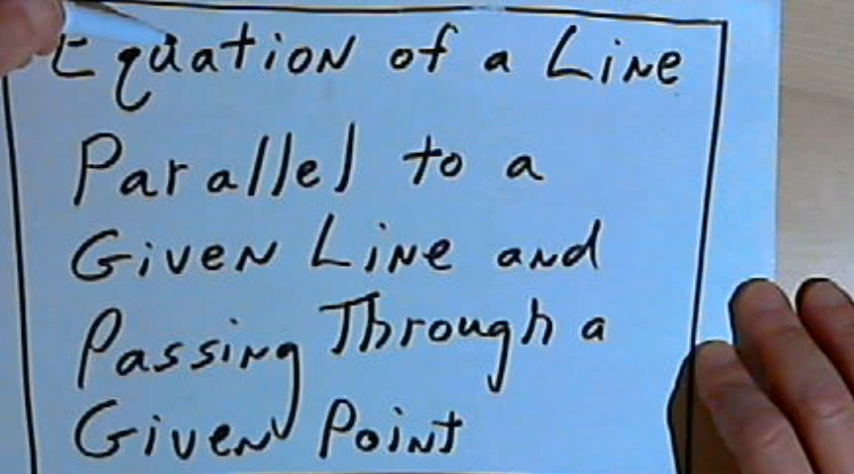 Equation of a Line
Parallel to a
Given Line and
Passing Through a
Given Point